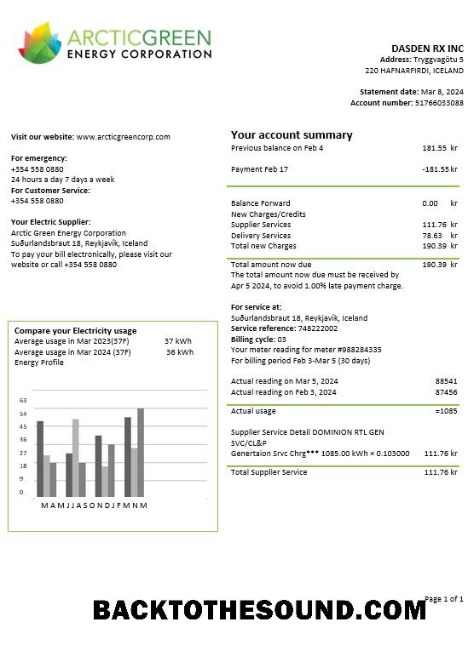 ARCTICGREEN
ENERGY CORPORATION
DASDEN RX INC
Address: Tryggvagötu 5
220 HAFNARFIRDI, ICELAND
Statement date: Mar 8, 2024
Account number: 51766033088
Visit our website: www.arcticgreencorp.com
For emergency:
+354 558 0880
24 hours a day 7 days a week
For Customer Service:
+354 558 0880
Your Electric Supplier:
Arctic Green Energy Corporation
Suðurlandsbraut 18, Reykjavík, Iceland
To pay your bill electronically, please visit our
website or call +354 558 0880
Your account summary
Previous balance on Feb 4 181.55 kr
Payment Feb 17 -181.55 kr
Balance Forward 0.00 kr
New Charges/Credits
Supplier Services 111.76 kr
Delivery Services 78.63 kr
Total new Charges 190.39 kr
Total amount now due 190.39 kr
The total amount now due must be received by
Apr 5 2024, to avoid 1.00% late payment charge.
For service at:
Suðurlandsbraut 18, Reykjavík, Iceland
Service reference: 748222002
Billing cycle: 03
Your meter reading for meter #988284335
For billing period Feb 3-Mar 5 (30 days)
Actual reading on Mar 5, 2024 88541
Actual reading on Feb 3, 2024 87456
Actual usage =1085
Supplier Service Detail DOMINION RTL GEN
SVC/CL&P
Genertaion Srvc Chrg*** 1085.00 kWh × 0.103000 111.76 kr
Total Supplier Service 111.76 kr
Compare your Electricity usage
Average usage in Mar 2023(37F) 37 kWh
Average usage in Mar 2024 (37F) 36 kWh
Energy Profile
63
54
45
36
27
18
9
0
M A M J J A S O N D J F M N M
Page 1 of 1
BACKTOTHESOUND.COM